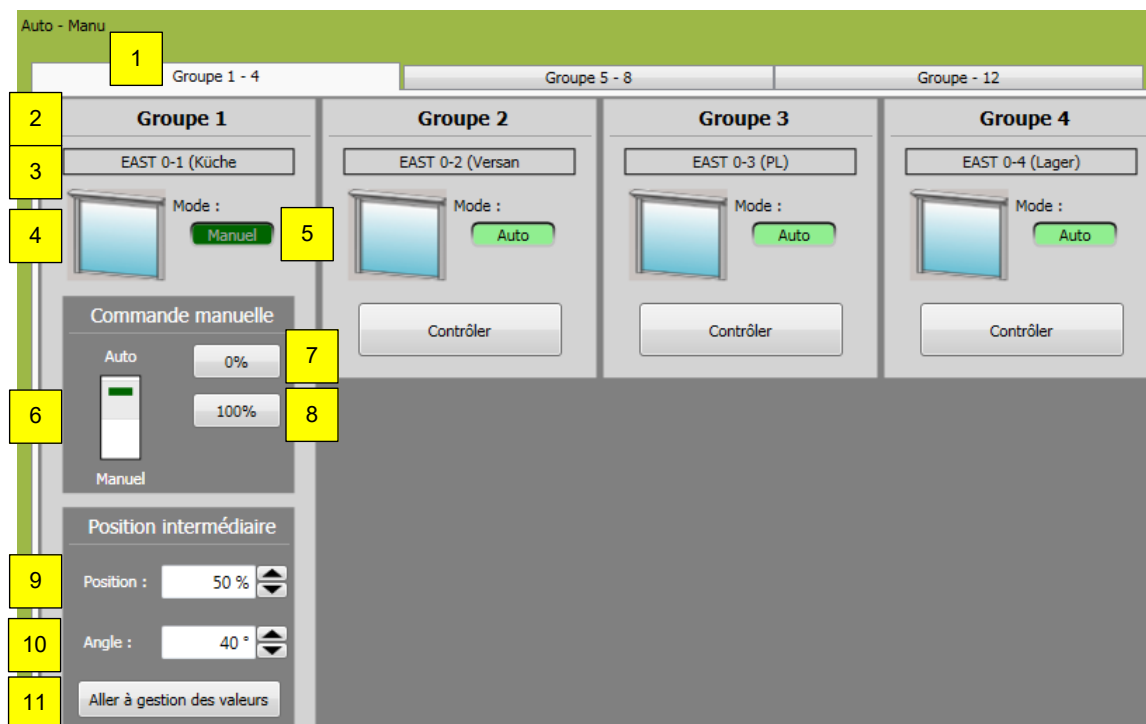 Auto - Manu
1
Groupe 1 - 4
Groupe 5 - 8
Groupe - 12
2
Groupe 1
Groupe 2
Groupe 3
Groupe 4
3
EAST 0-1 (Küche
EAST 0-2 (Versan
EAST 0-3 (PL)
EAST 0-4 (Lager)
4
Mode :
Manuel
5
Mode :
Auto
Mode :
Auto
Mode :
Auto
Commande manuelle
Contrôler
Contrôler
Contrôler
Auto
0%
7
6
100%
8
Manuel
Position intermédiaire
9
Position :
50 %
10
Angle :
40 °
11
Aller à gestion des valeurs